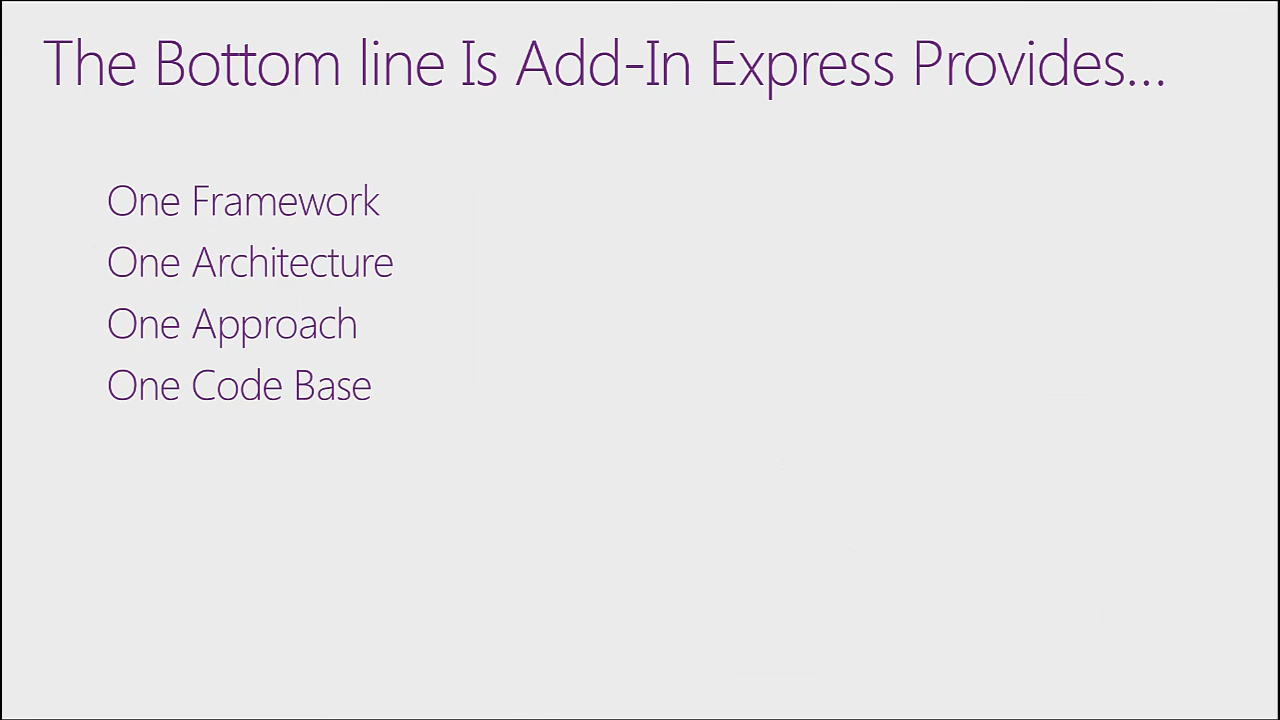 The Bottom line Is Add-In Express Provides...
One Framework
One Architecture
One Approach
One Code Base